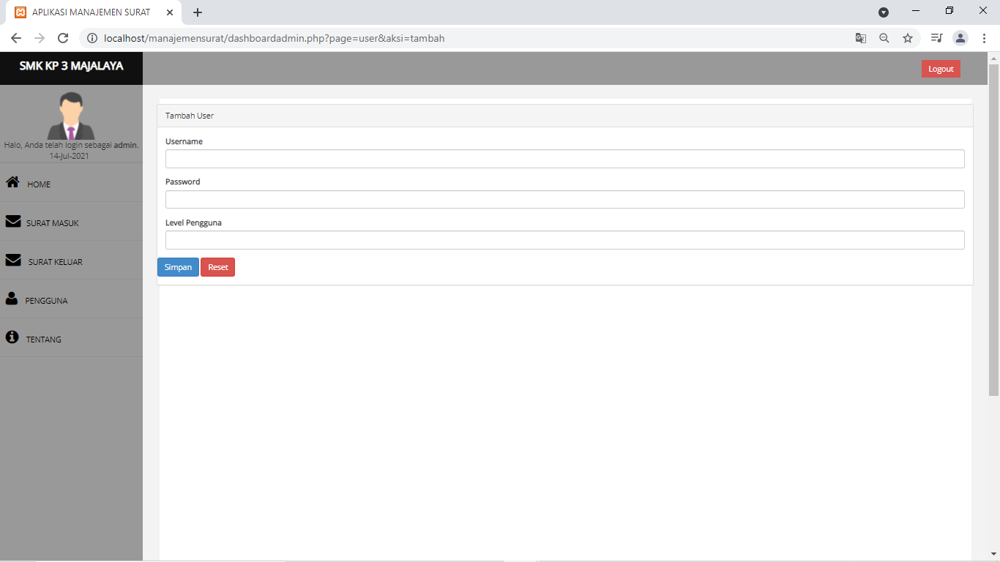 APLIKASI MANAJEMEN SURAT
localhost/manajemensurat/dashboardadmin.php?page=user&aksi=tambah
SMK KP 3 MAJALAYA
Logout
Halo, Anda telah login sebagai admin.
14-Jul-2021
HOME
SURAT MASUK
SURAT KELUAR
PENGGUNA
TENTANG
Tambah User
Username
Password
Level Pengguna
Simpan Reset